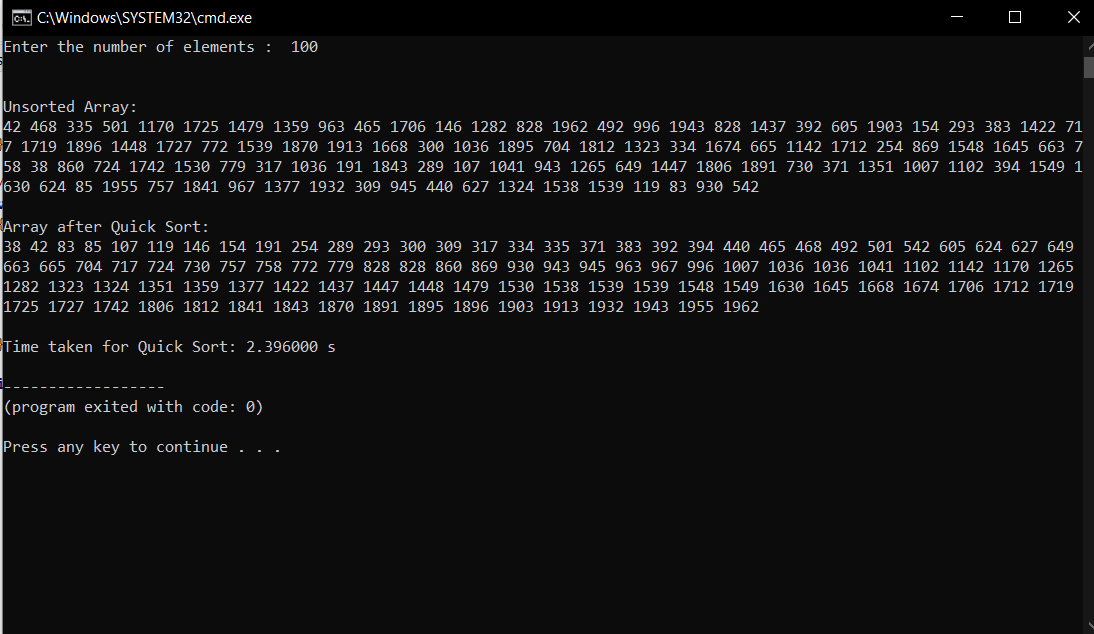 C:\Windows\SYSTEM32\cmd.exe
Enter the number of elements :  100
Unsorted Array:
42 468 335 501 1170 1725 1479 1359 963 465 1706 146 1282 828 1962 492 996 1943 828 1437 392 605 1903 154 293 383 1422 71
7 1719 1896 1448 1727 772 1539 1870 1913 1668 300 1036 1895 704 1812 1323 334 1674 665 1142 1712 254 869 1548 1645 663 7
58 38 860 724 1742 1530 779 317 1036 191 1843 289 107 1041 943 1265 649 1447 1806 1891 730 371 1351 1007 1102 394 1549 1
630 624 85 1955 757 1841 967 1377 1932 309 945 440 627 1324 1538 1539 119 83 930 542
Array after Quick Sort:
38 42 83 85 107 119 146 154 191 254 289 293 300 309 317 334 335 371 383 392 394 440 465 468 492 501 542 605 624 627 649
663 665 704 717 724 730 757 758 772 779 828 828 860 869 930 943 945 963 967 996 1007 1036 1036 1041 1102 1142 1170 1265
1282 1323 1324 1351 1359 1377 1422 1437 1447 1448 1479 1530 1538 1539 1539 1548 1549 1630 1645 1668 1674 1706 1712 1719
1725 1727 1742 1806 1812 1841 1843 1870 1891 1895 1896 1903 1913 1932 1943 1955 1962
Time taken for Quick Sort: 2.396000 s
------------------
(program exited with code: 0)
Press any key to continue . . .